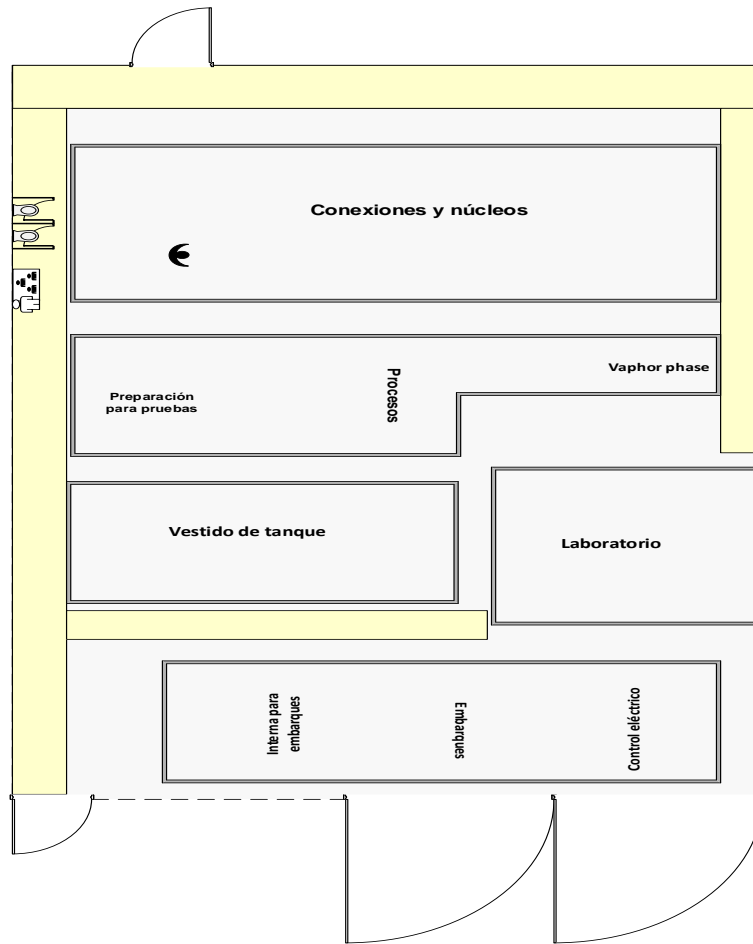 Conexiones y núcleos
Vaphor phase
Procesos
Preparación
para pruebas
Vestido de tanque
Laboratorio
Interna para
embarques
Embarques
Control eléctrico